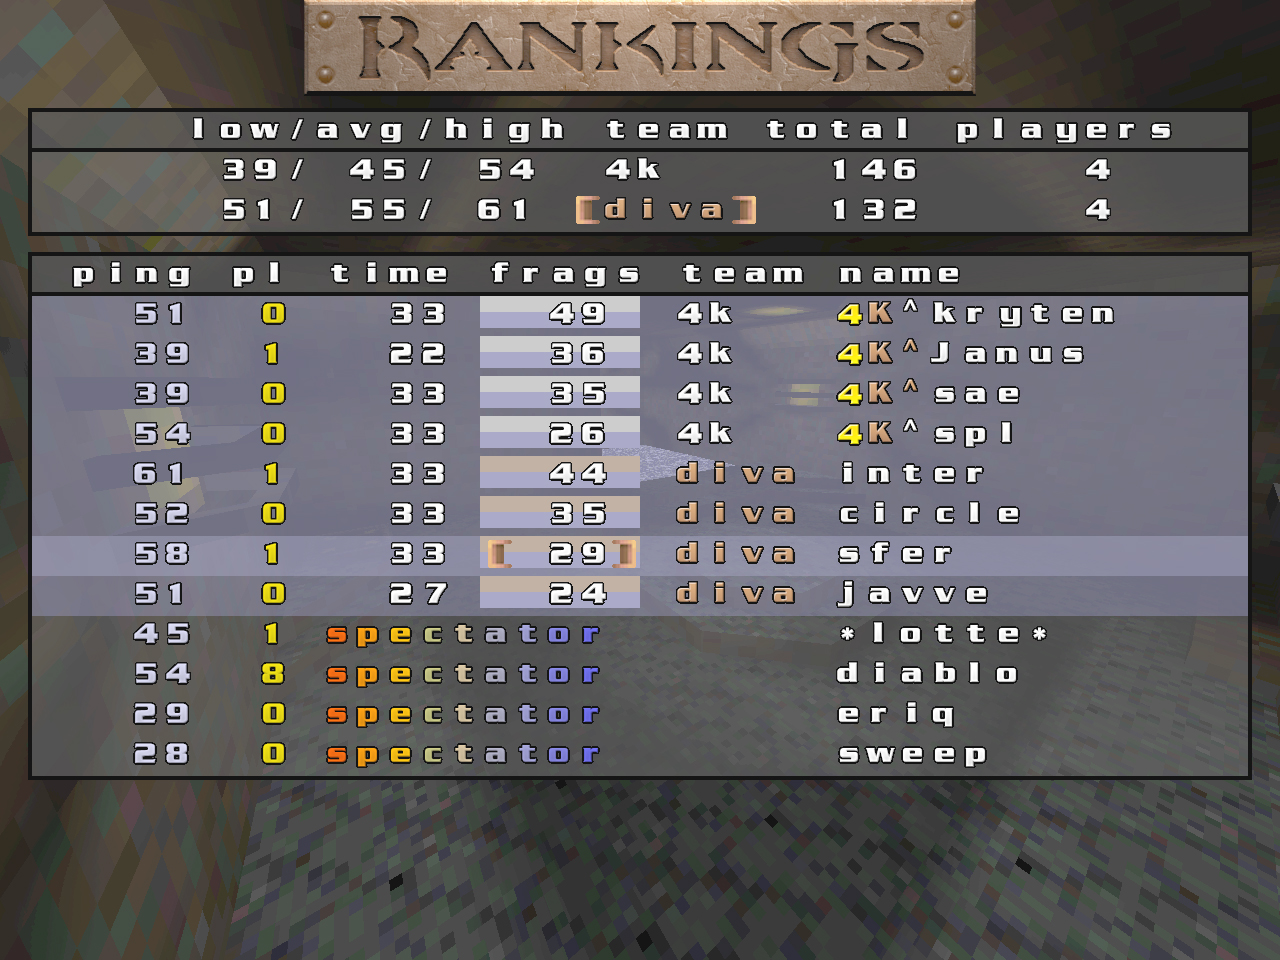 RANKINGS
low/avg/high team total players
39/ 45/ 54 4k 146 4
51/ 55/ 61 [diva] 132 4
ping pl time frags team name
51 0 33 49 4k 4K^kryten
39 1 22 36 4k 4K^Janus
39 0 33 35 4k 4K^sae
54 0 33 26 4k 4K^spl
61 1 33 44 diva inter
52 0 33 35 diva circle
58 1 33 [ 29 ] diva sfer
51 0 27 24 diva javve
45 1 spectator *lotte*
54 8 spectator diablo
29 0 spectator eriq
28 0 spectator sweep